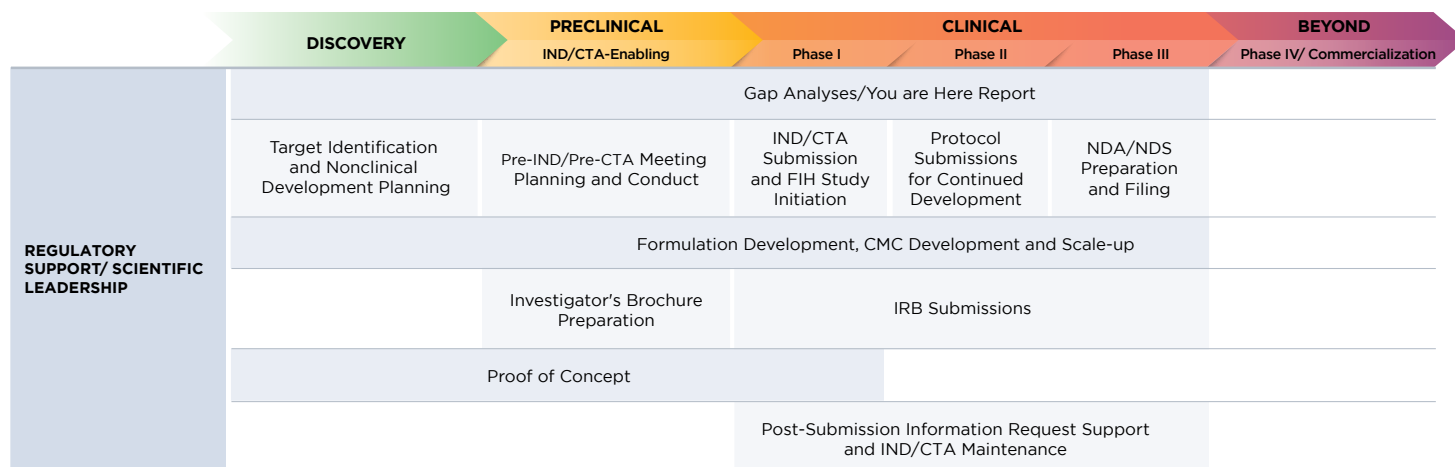 DISCOVERY
PRECLINICAL
IND/CTA-Enabling
CLINICAL
Phase I
Phase II
Phase III
BEYOND
Phase IV/ Commercialization
REGULATORY
SUPPORT/ SCIENTIFIC
LEADERSHIP
Gap Analyses/You are Here Report
Target Identification
and Nonclinical
Development Planning
Pre-IND/Pre-CTA Meeting
Planning and Conduct
IND/CTA
Submission
and FIH Study
Initiation
Protocol
Submissions
for Continued
Development
NDA/NDS
Preparation
and Filing
Formulation Development, CMC Development and Scale-up
Investigator's Brochure
Preparation
IRB Submissions
Proof of Concept
Post-Submission Information Request Support
and IND/CTA Maintenance